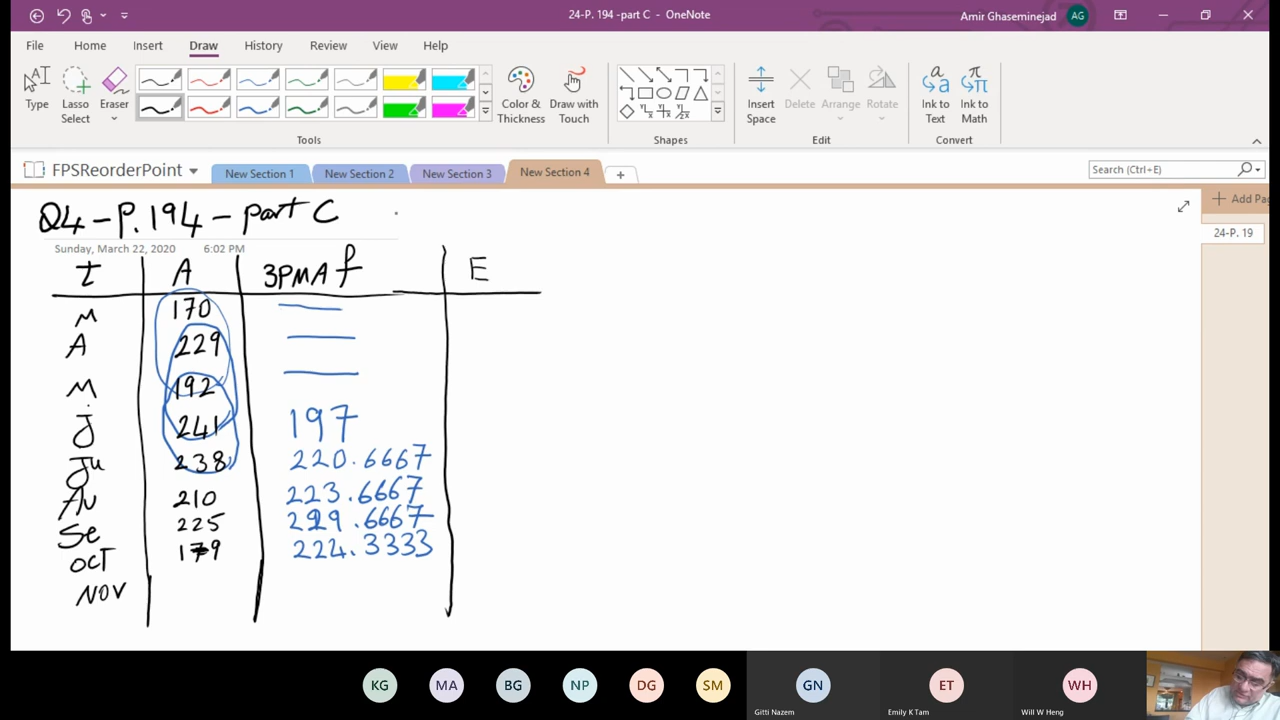 24-P. 194 -part C - OneNote
Amir Ghaseminejad AG
File Home Insert Draw History Review View Help
Type Lasso Select Eraser Color & Thickness Draw with Touch Insert Space Delete Arrange Rotate Ink to Text Ink to Math
Tools Shapes Edit Convert
FPSReorderPoint New Section 1 New Section 2 New Section 3 New Section 4 Search (Ctrl+E)
Add Pag
24-P. 19
Q4-P.194-part C
Sunday, March 22, 2020 6:02 PM
t A 3PMA f E
M 170
A 229
M 192
J 241 197
Ju 238 220.6667
Au 210 223.6667
Se 225 229.6667
OCT 179 224.3333
NOV
KG MA BG NP DG SM GN ET WH
Gitti Nazem Emily K Tam Will W Heng